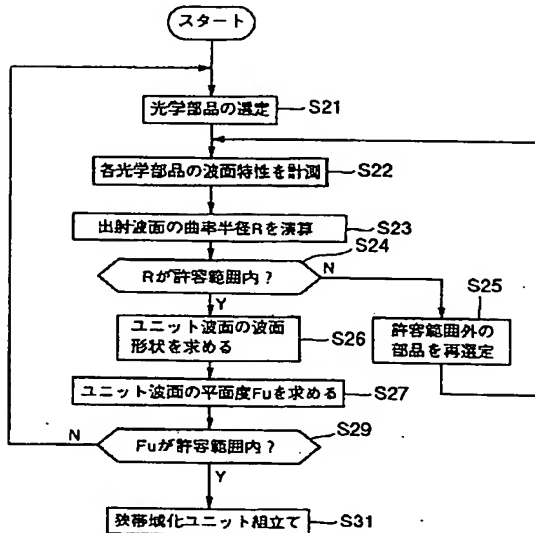 スタート
光学部品の選定
S21
各光学部品の波面特性を計測
S22
出射波面の曲率半径Rを演算
S23
S24
Rが許容範囲内?
N
Y
S25
許容範囲外の
部品を再選定
ユニット波面の波面
形状を求める
S26
ユニット波面の平面度Fuを求める
S27
N
S29
Fuが許容範囲内?
Y
狭帯域化ユニット組立て
S31